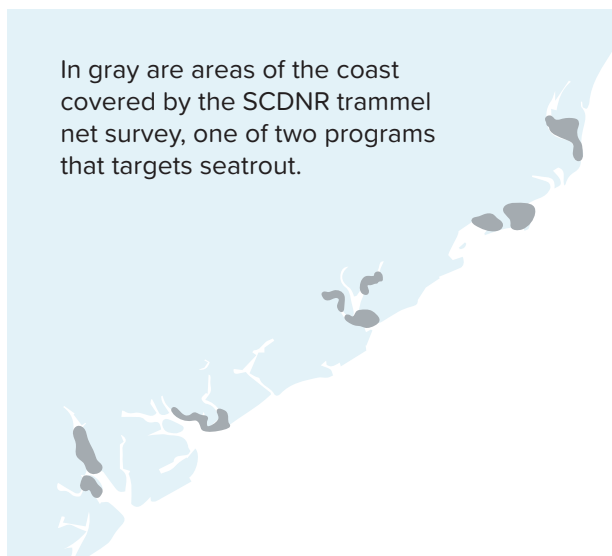 In gray are areas of the coast
covered by the SCDNR trammel
net survey, one of two programs
that targets seatrout.